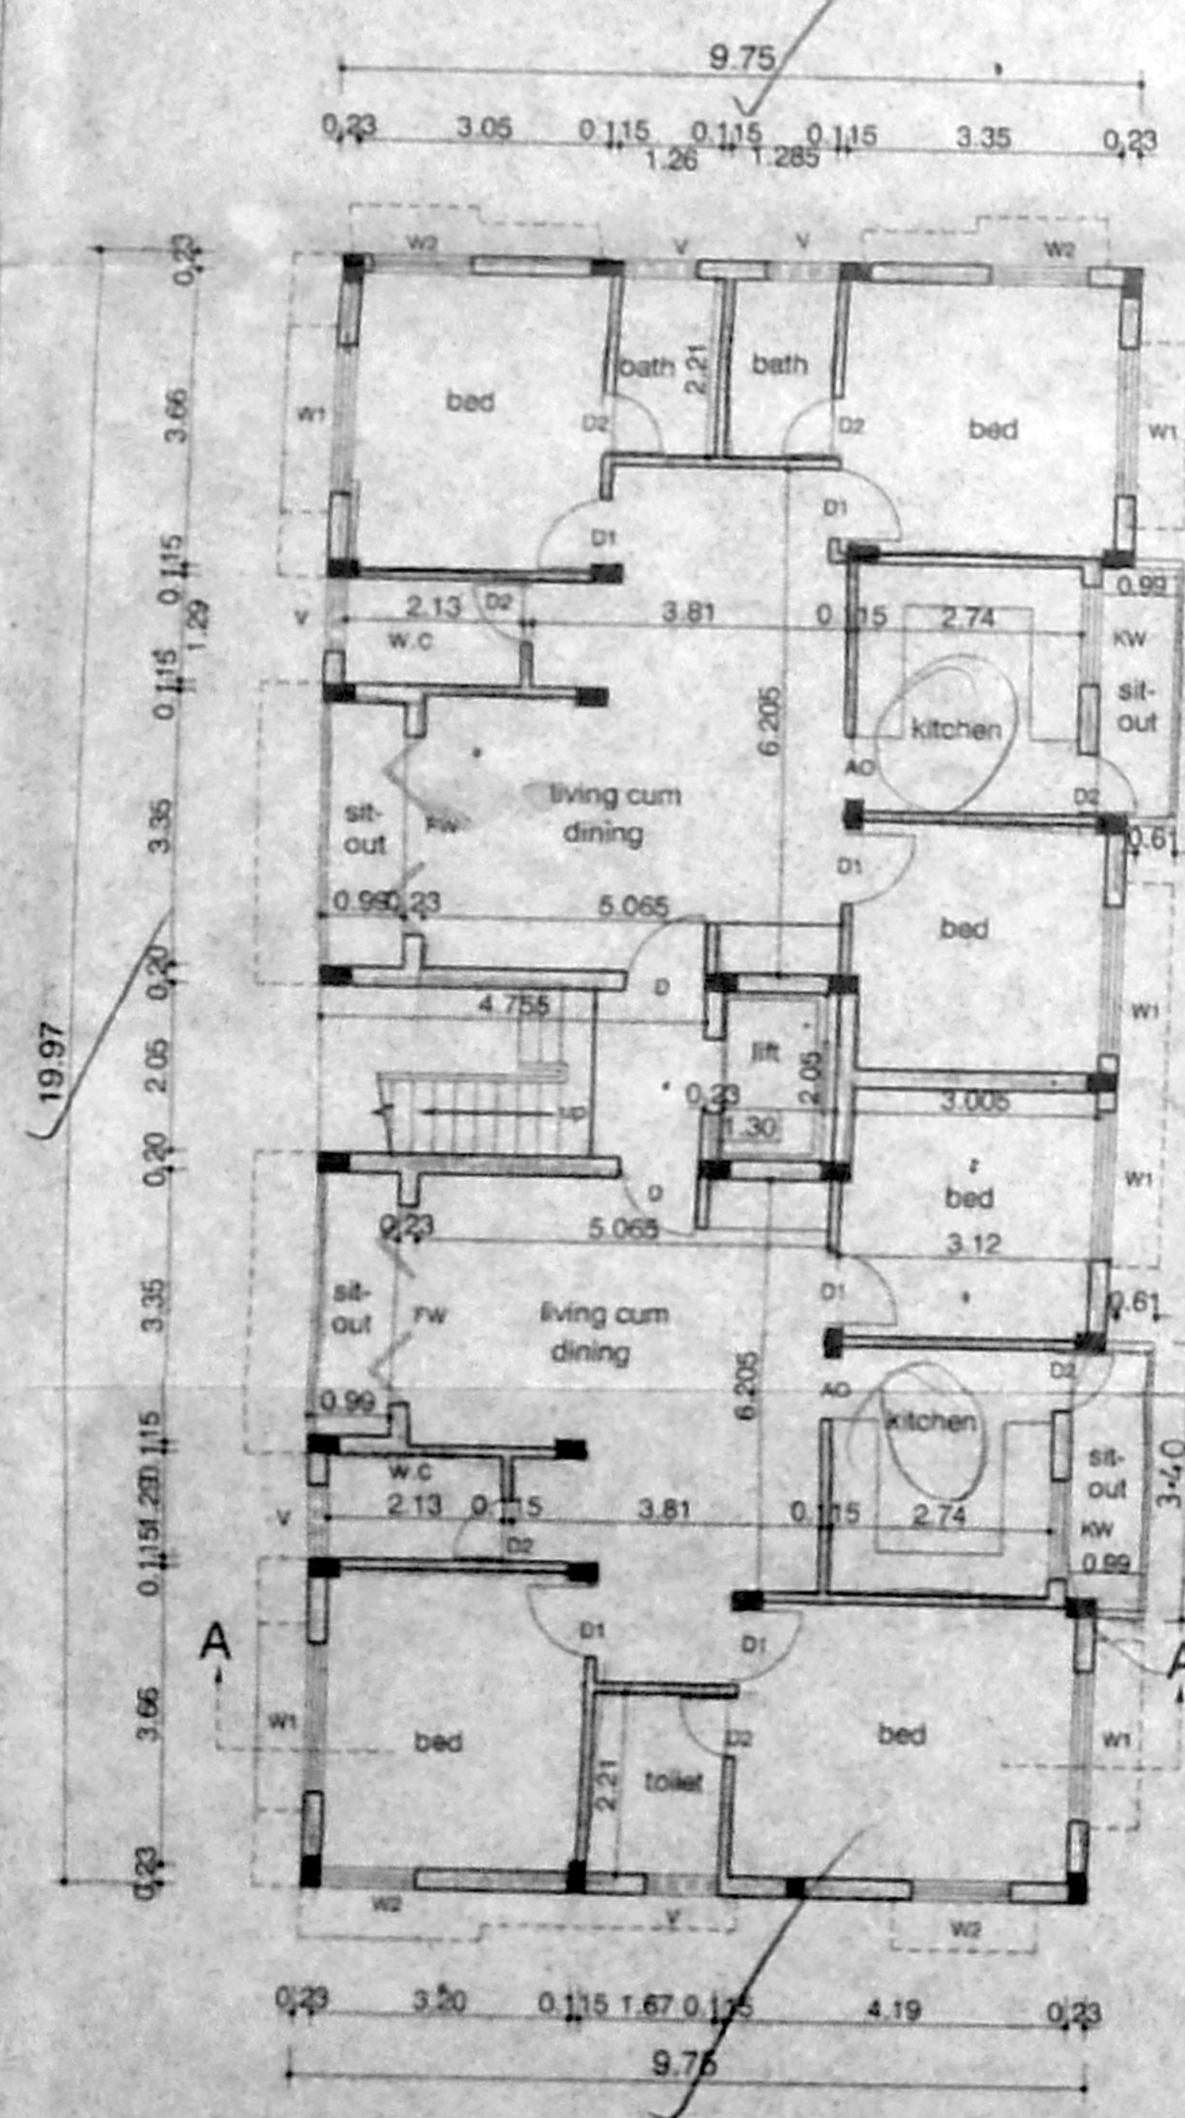 9.75
0.23 3.05 0.115 0.115 0.115 3.35 0.23
1.26 1.285
W2 V V W2
0.23
bath 2.21 bath
bed
3.66
W1
D2 D2
bed
W1
D1
D1
0.115
0.99
1.29
V
2.13 D2 3.81 0.115 2.74
w.c
KW
0.115
sit-
out
6.205
kitchen
AO
living cum
dining
sit-
out
FW
3.35
D2
0.61
D1
0.99 0.23 5.065
bed
0.20
4.755
D
W1
19.97
2.05
lift
2.05
0.23
1.30
up
3.005
0.20
D
bed
W1
0.23 5.065
3.12
sit-
out
FW
3.35
living cum
dining
D1
0.61
6.205
D2
AO
0.99
kitchen
0.115
w.c
sit-
out
3.40
1.29
V
2.13 0.115 3.81 0.115 2.74
D2
KW
0.99
0.115
A
D1 D1
A
3.66
W1
bed
D2
bed
W1
2.21
toilet
0.23
W2 V W2
0.23 3.20 0.115 1.67 0.115 4.19 0.23
9.75